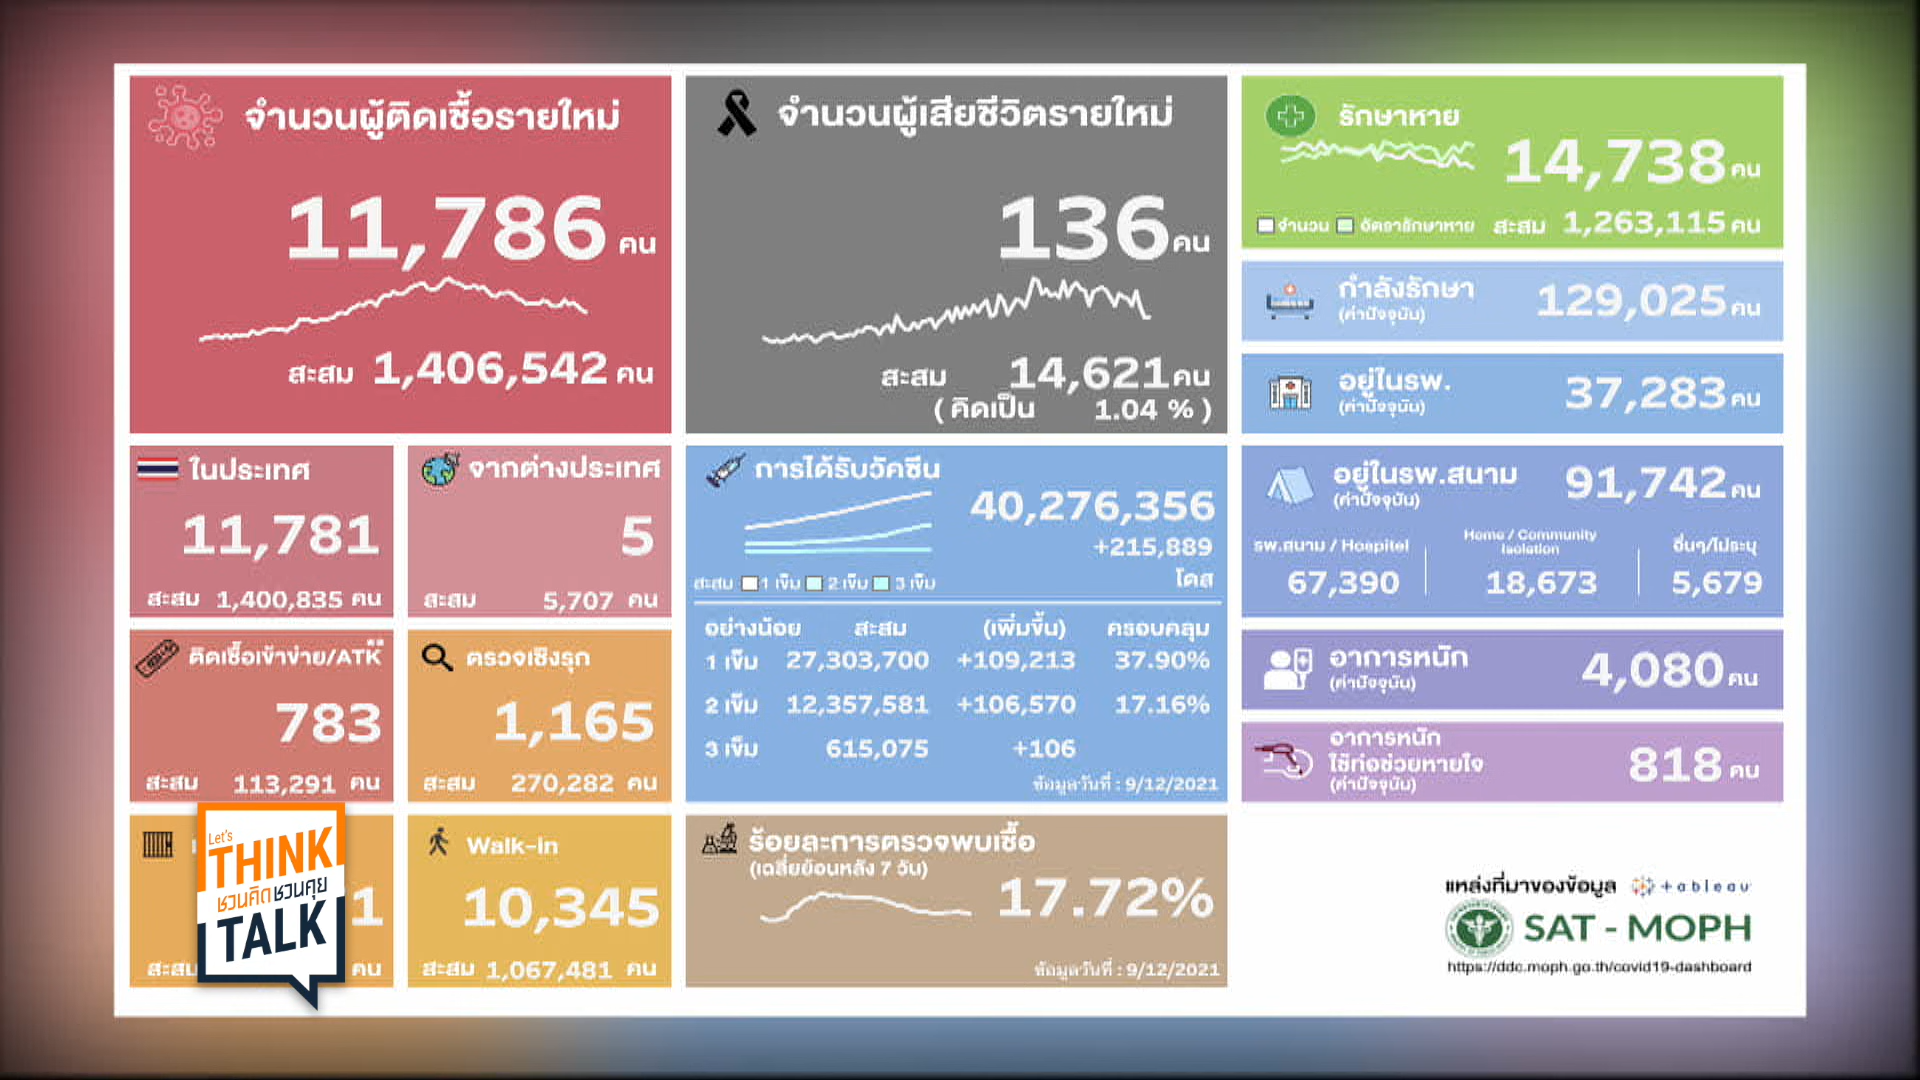 จำนวนผู้ติดเชื้อรายใหม่
11,786 คน
สะสม 1,406,542 คน
จำนวนผู้เสียชีวิตรายใหม่
136 คน
สะสม 14,621 คน
( คิดเป็น 1.04 % )
รักษาหาย
14,738 คน
จำนวน อัตรารักษาหาย สะสม 1,263,115 คน
กำลังรักษา
(ค่าปัจจุบัน)
129,025 คน
อยู่ในรพ.
(ค่าปัจจุบัน)
37,283 คน
ในประเทศ
11,781
สะสม 1,400,835 คน
จากต่างประเทศ
5
สะสม 5,707 คน
การได้รับวัคซีน
40,276,356
+215,889
โดส
สะสม 1 เข็ม 2 เข็ม 3 เข็ม
อย่างน้อย สะสม (เพิ่มขึ้น) ครอบคลุม
1 เข็ม 27,303,700 +109,213 37.90%
2 เข็ม 12,357,581 +106,570 17.16%
3 เข็ม 615,075 +106
ข้อมูลวันที่ : 9/12/2021
อยู่ในรพ.สนาม
(ค่าปัจจุบัน)
91,742 คน
รพ.สนาม / Hospitel
67,390
Home / Community
Isolation
18,673
อื่นๆ/ไม่ระบุ
5,679
ติดเชื้อเข้าข่าย/ATK
783
สะสม 113,291 คน
ตรวจเชิงรุก
1,165
สะสม 270,282 คน
อาการหนัก
(ค่าปัจจุบัน)
4,080 คน
อาการหนัก
ใช้ท่อช่วยหายใจ
(ค่าปัจจุบัน)
818 คน
1
คน
Let's
THINK
ชวนคิด ชวนคุย
TALK
Walk-in
10,345
สะสม 1,067,481 คน
ร้อยละการตรวจพบเชื้อ
(เฉลี่ยย้อนหลัง 7 วัน)
17.72%
ข้อมูลวันที่ : 9/12/2021
แหล่งที่มาของข้อมูล +ableau
SAT - MOPH
https://ddc.moph.go.th/covid19-dashboard